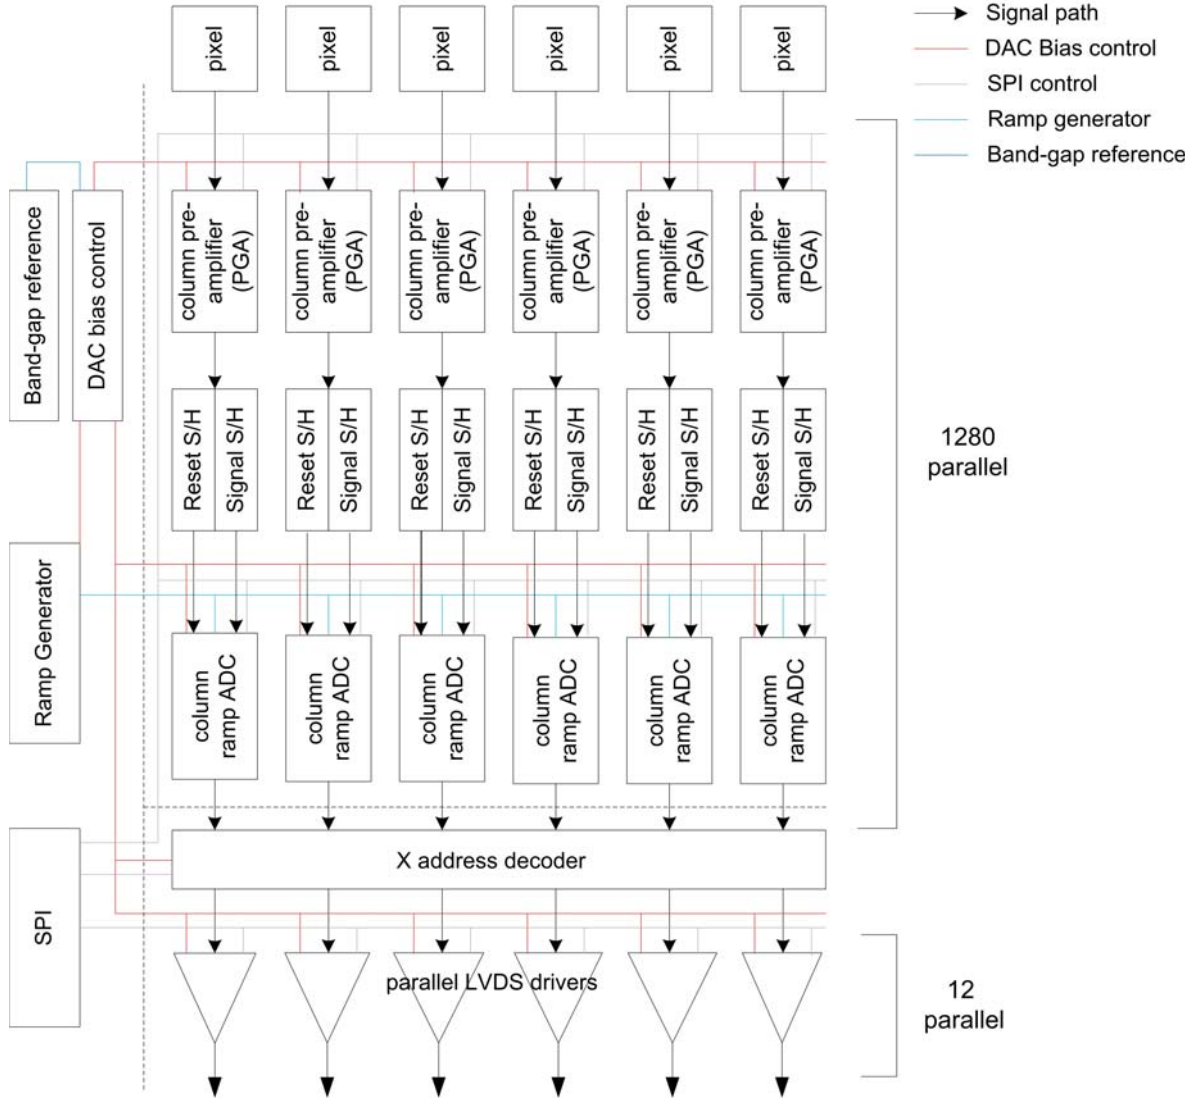 pixel
pixel
pixel
pixel
pixel
pixel
Signal path
DAC Bias control
SPI control
Ramp generator
Band-gap reference
Band-gap reference
DAC bias control
column pre-
amplifier
(PGA)
column pre-
amplifier
(PGA)
column pre-
amplifier
(PGA)
column pre-
amplifier
(PGA)
column pre-
amplifier
(PGA)
column pre-
amplifier
(PGA)
Reset S/H
Signal S/H
Reset S/H
Signal S/H
Reset S/H
Signal S/H
Reset S/H
Signal S/H
Reset S/H
Signal S/H
Reset S/H
Signal S/H
1280
parallel
Ramp Generator
column
ramp ADC
column
ramp ADC
column
ramp ADC
column
ramp ADC
column
ramp ADC
column
ramp ADC
SPI
X address decoder
parallel LVDS drivers
12
parallel